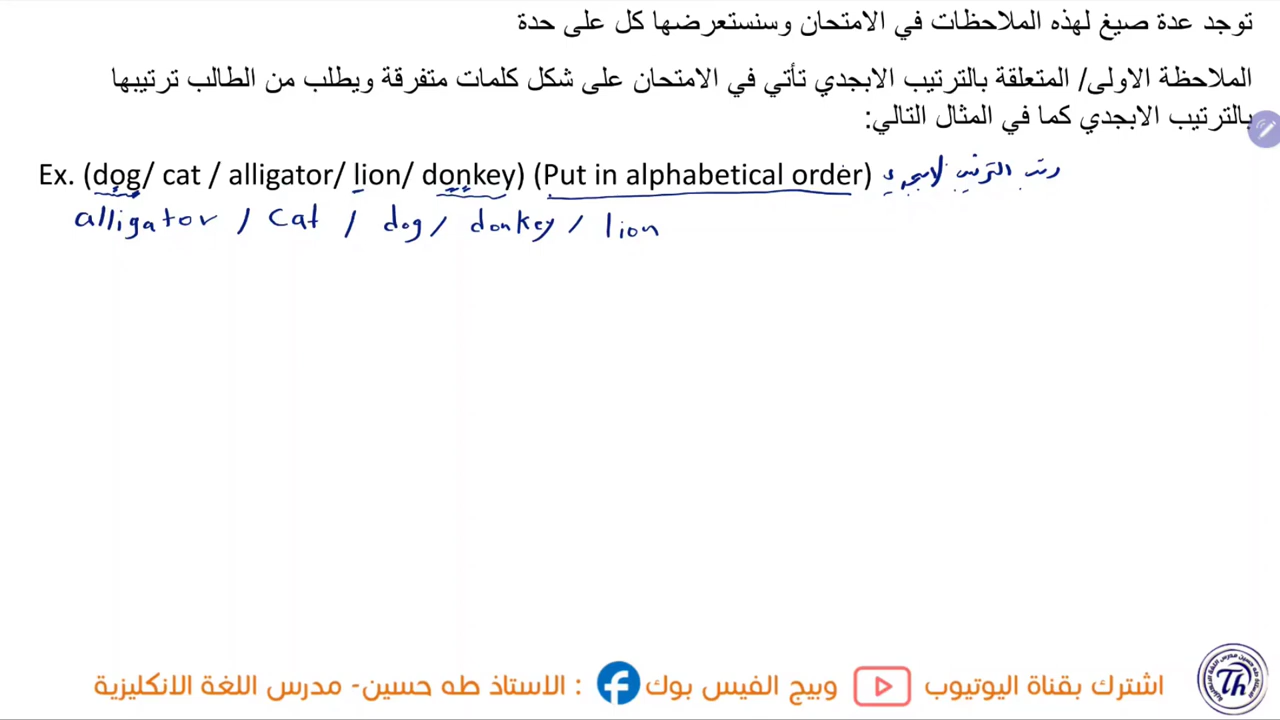 توجد عدة صيغ لهذه الملاحظات في الامتحان وسنستعرضها كل على حدة
الملاحظة الاولى/ المتعلقة بالترتيب الابجدي تأتي في الامتحان على شكل كلمات متفرقة ويطلب من الطالب ترتيبها
بالترتيب الابجدي كما في المثال التالي:
Ex. (dog/ cat / alligator/ lion/ donkey) (Put in alphabetical order) رتب الترتيب الابجدي
alligator / cat / dog / donkey / lion
اشترك بقناة اليوتيوب وبيج الفيس بوك : الاستاذ طه حسين- مدرس اللغة الانكليزية
Th